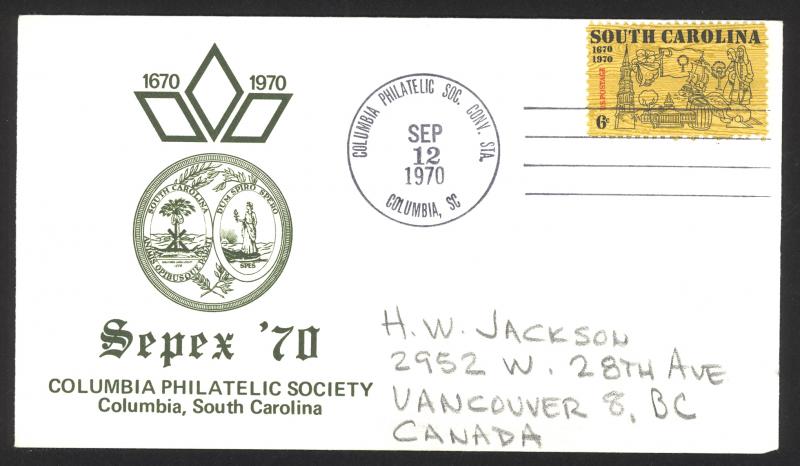 1670 1970
SOUTH CAROLINA
ANIMIS OPIBUSQUE PARATI
DUM SPIRO SPERO
SPES
Sepex '70
COLUMBIA PHILATELIC SOCIETY
Columbia, South Carolina
COLUMBIA PHILATELIC SOC. CONV. STA.
SEP
12
1970
COLUMBIA, SC
SOUTH CAROLINA
1670
1970
U.S. POSTAGE
6c
H.W. JACKSON
2952 W. 28TH AVE
VANCOUVER 8, BC
CANADA